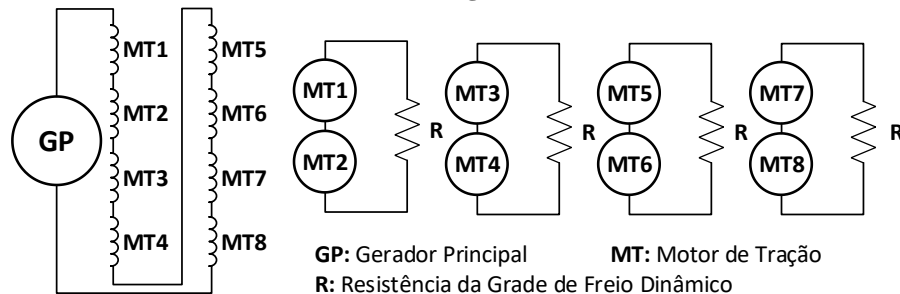 MT1
MT2
MT3
MT4
GP
MT5
MT6
MT7
MT8
MT1
MT2
R
MT3
MT4
R
MT5
MT6
R
MT7
MT8
R
GP: Gerador Principal
MT: Motor de Tração
R: Resistência da Grade de Freio Dinâmico